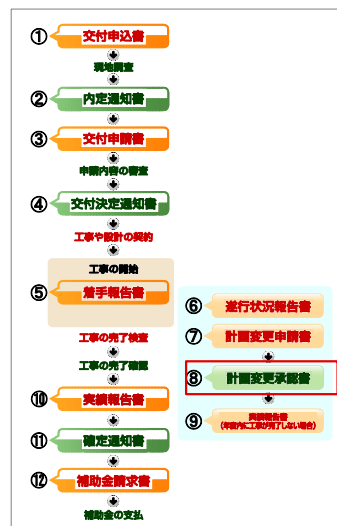 ① 交付申込書
現地調査
② 内定通知書
③ 交付申請書
申請内容の審査
④ 交付決定通知書
工事や設計の契約
工事の開始
⑤ 着手報告書
⑥ 遂行状況報告書
⑦ 計画変更申請書
⑧ 計画変更承認書
⑨ 実績報告書
(年度内に工事が完了しない場合)
工事の完了検査
工事の完了確認
⑩ 実績報告書
⑪ 確定通知書
⑫ 補助金請求書
補助金の支払